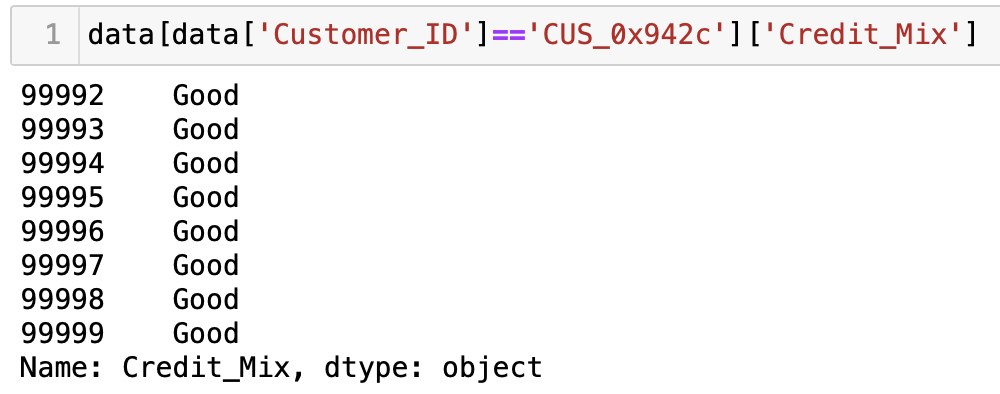 1 data[data['Customer_ID']=='CUS_0x942c']['Credit_Mix']
99992    Good
99993    Good
99994    Good
99995    Good
99996    Good
99997    Good
99998    Good
99999    Good
Name: Credit_Mix, dtype: object